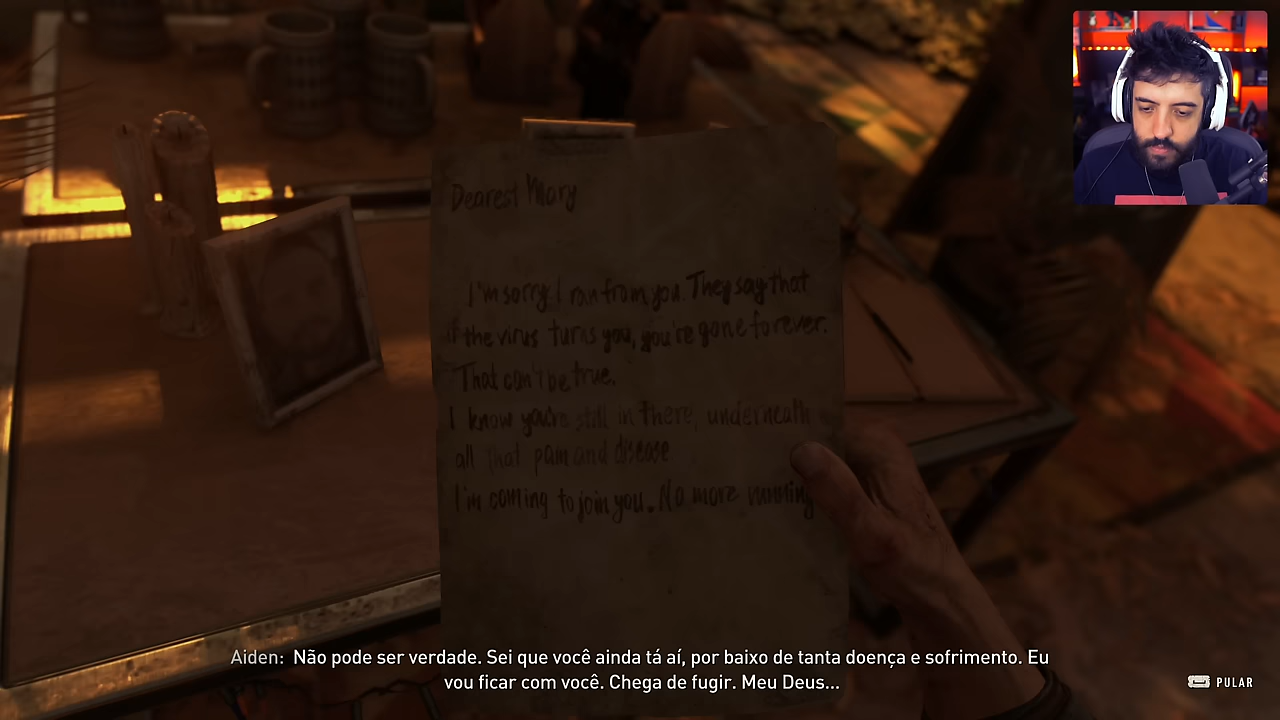 Dearest Mary
I'm sorry I ran from you. They say that
if the virus turns you, you're gone forever.
That can't be true.
I know you're still in there, underneath
all that pain and disease
I'm coming to join you. No more running
Aiden: Não pode ser verdade. Sei que você ainda tá aí, por baixo de tanta doença e sofrimento. Eu
vou ficar com você. Chega de fugir. Meu Deus...
PULAR